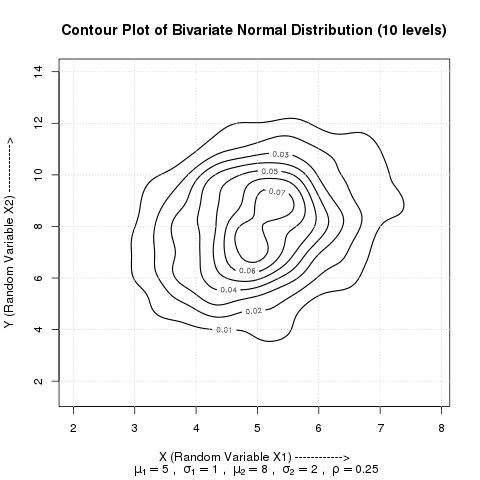 Contour Plot of Bivariate Normal Distribution (10 levels)
Y (Random Variable X2) ------------>
14
12
10
8
6
4
2
0.03
0.05
0.07
0.06
0.04
0.02
0.01
2 3 4 5 6 7 8
X (Random Variable X1) ------------>
μ₁ = 5 , σ₁ = 1 , μ₂ = 8 , σ₂ = 2 , ρ = 0.25